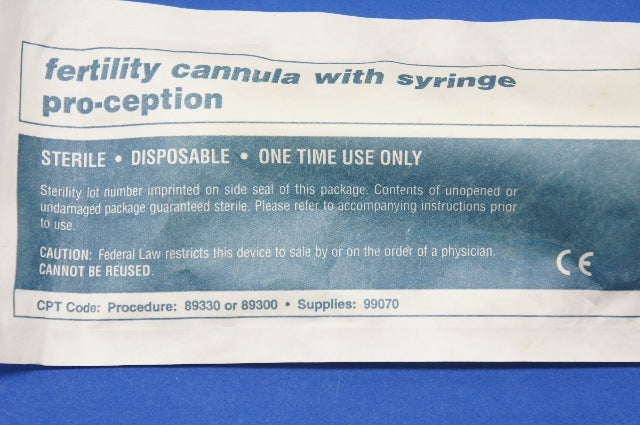 fertility cannula with syringe
pro-ception
STERILE • DISPOSABLE • ONE TIME USE ONLY
Sterility lot number imprinted on side seal of this package. Contents of unopened or
undamaged package guaranteed sterile. Please refer to accompanying instructions prior
to use.
CAUTION: Federal Law restricts this device to sale by or on the order of a physician.
CANNOT BE REUSED.
CE
CPT Code: Procedure: 89330 or 89300 • Supplies: 99070